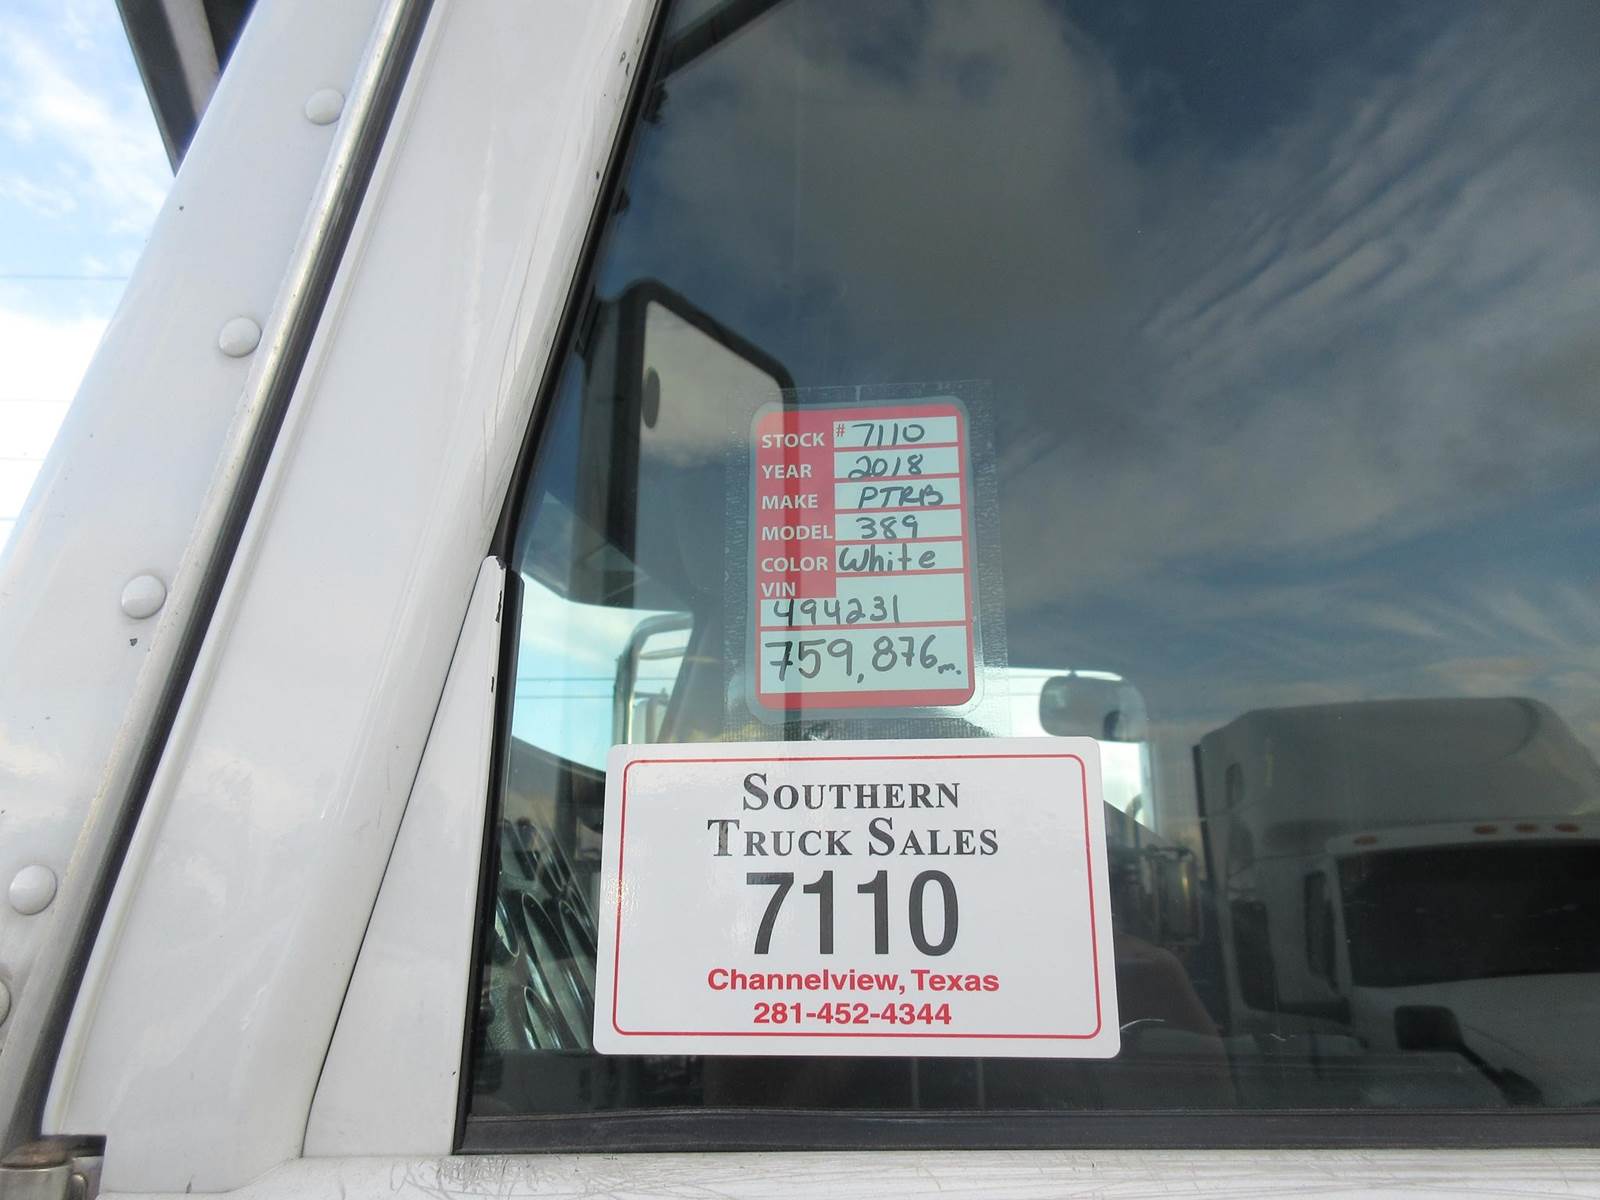 STOCK # 7110
YEAR 2018
MAKE PTRB
MODEL 389
COLOR White
VIN
494231
759,876 m.
SOUTHERN
TRUCK SALES
7110
Channelview, Texas
281-452-4344